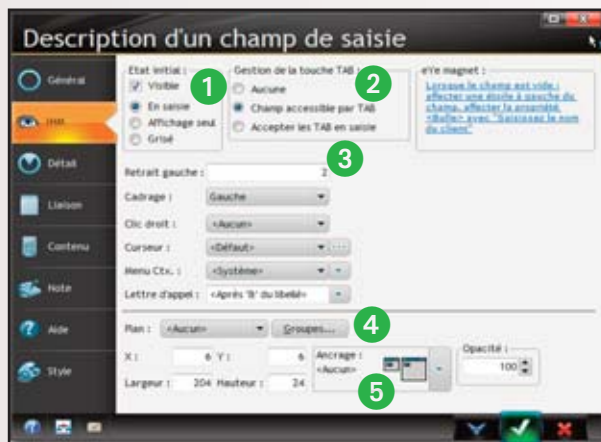 Description d'un champ de saisie
Général
IHM
Détail
Liaison
Contenu
Note
Aide
Style
Etat initial :
1
Visible
En saisie
Affichage seul
Grisé
Gestion de la touche TAB :
2
Aucune
Champ accessible par TAB
Accepter les TAB en saisie
eYe magnet :
Lorsque le champ est vide :
effectuer une étoile à gauche du
champ, affecter la propriété
<Bulle> avec "Saisissez le nom
du client"
3
Retrait gauche : 2
Cadrage : Gauche
Clic droit : <Aucun>
Curseur : <Défaut>
Menu Ctx. : <Système>
Lettre d'appel : <Après 'B' du libellé>
4
Plan : <Aucun> Groupes...
X : 6 Y : 6
Largeur : 204 Hauteur : 24
Ancrage :
<Aucun>
5
Opacité :
100